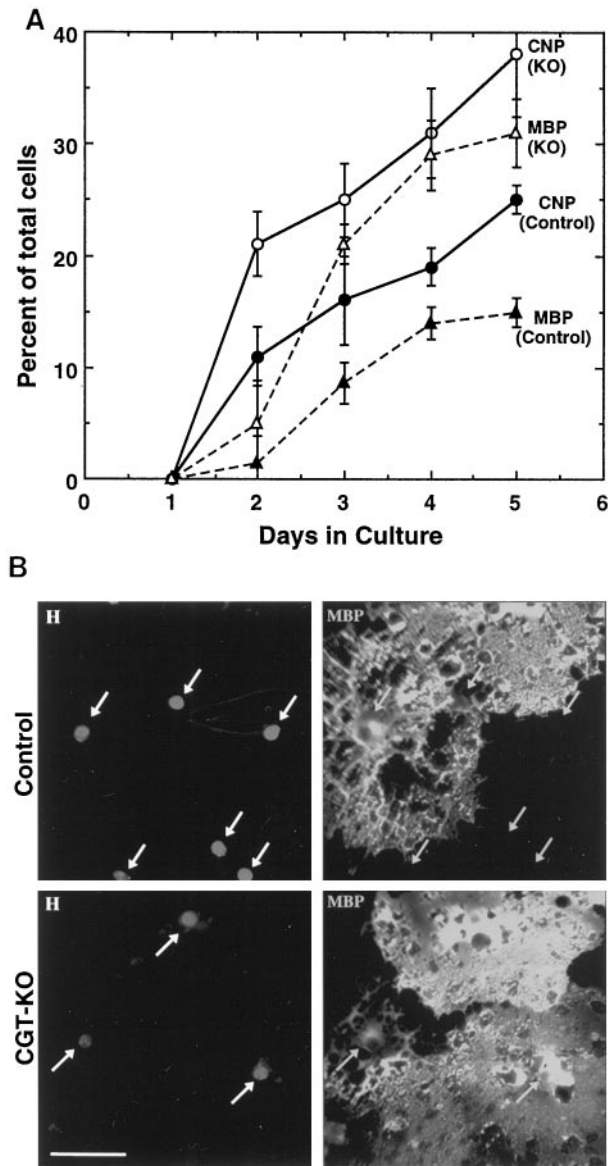 A
40
30
20
10
0
Percent of total cells
0 1 2 3 4 5 6
Days in Culture
CNP
(KO)
MBP
(KO)
CNP
(Control)
MBP
(Control)
B
H
MBP
Control
H
MBP
CGT-KO